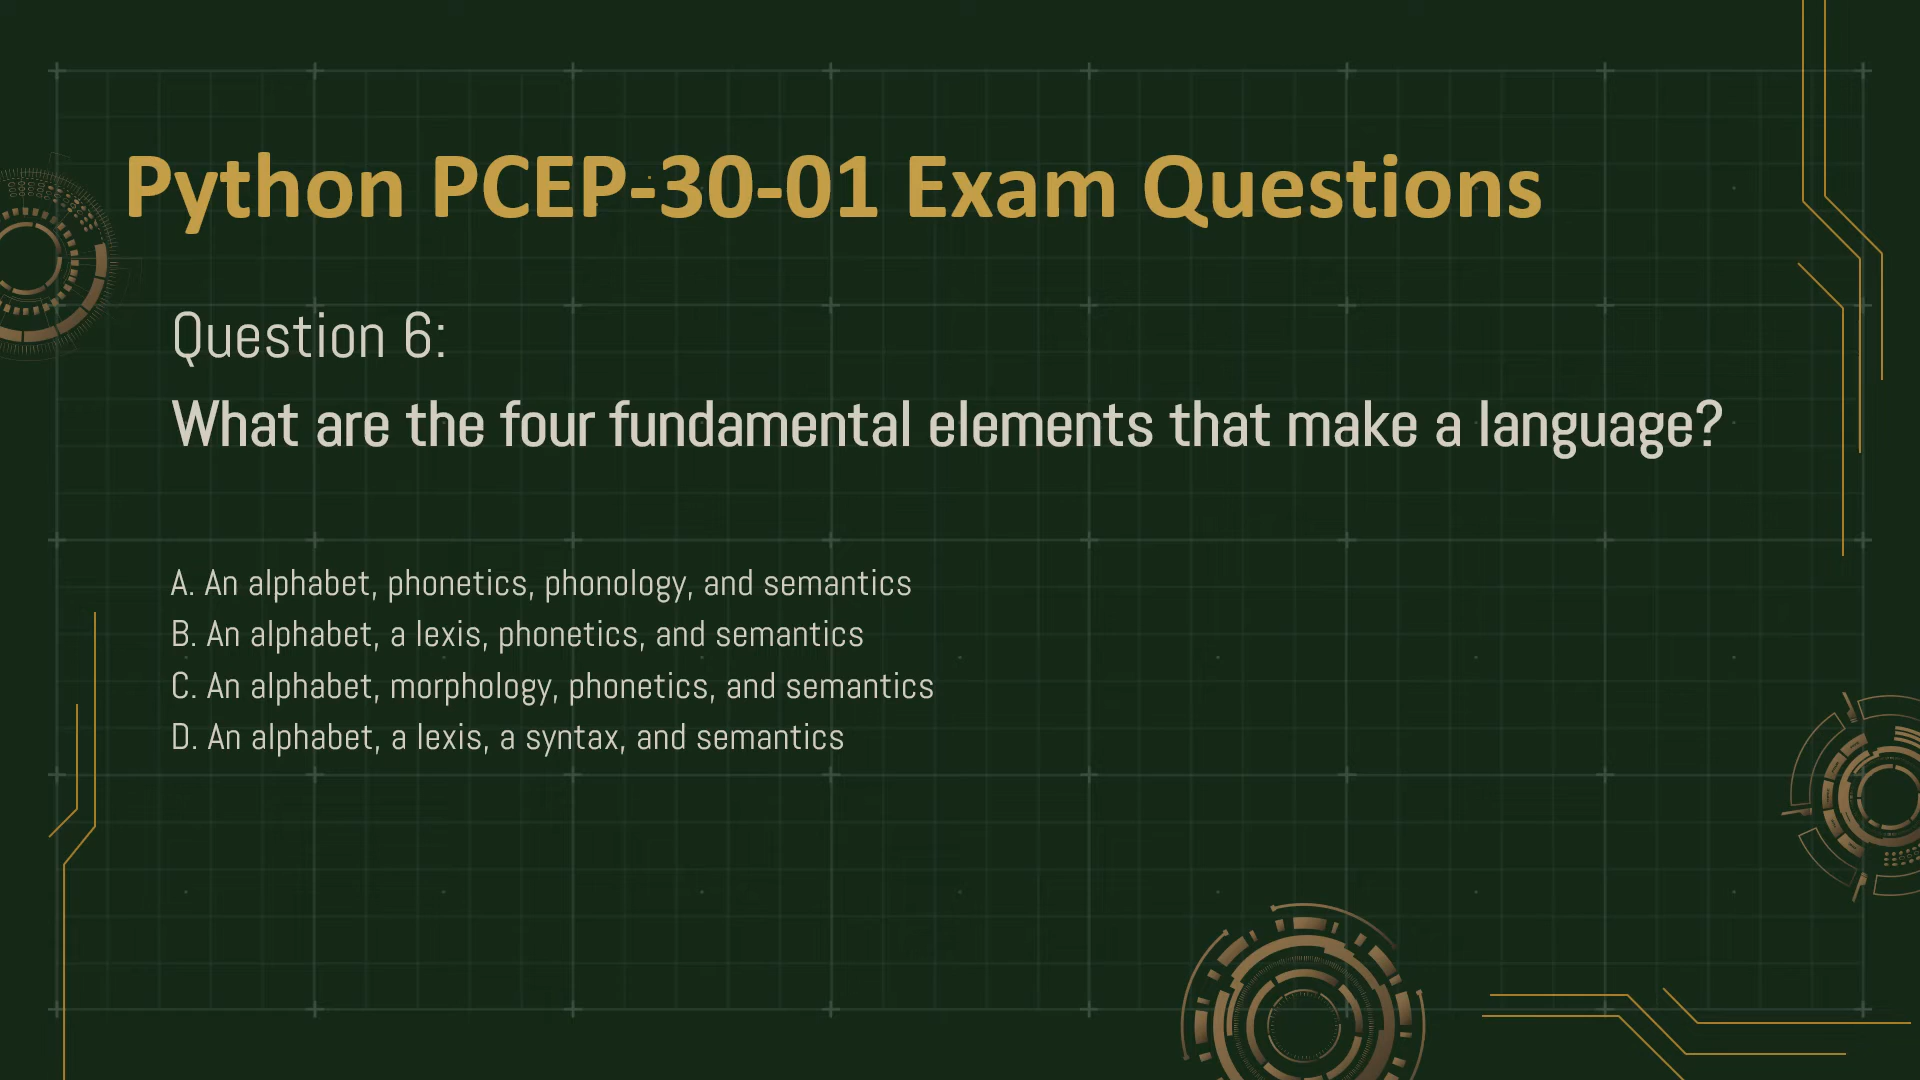 Python PCEP-30-01 Exam Questions
Question 6:
What are the four fundamental elements that make a language?
A. An alphabet, phonetics, phonology, and semantics
B. An alphabet, a lexis, phonetics, and semantics
C. An alphabet, morphology, phonetics, and semantics
D. An alphabet, a lexis, a syntax, and semantics